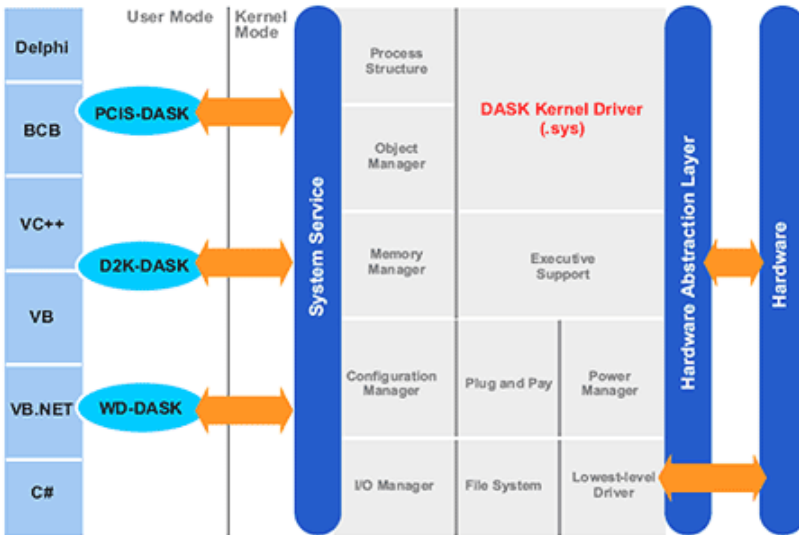 User Mode
Kernel
Mode
Delphi
BCB
VC++
VB
VB.NET
C#
PCIS-DASK
D2K-DASK
WD-DASK
System Service
Process
Structure
DASK Kernel Driver
(.sys)
Object
Manager
Memory
Manager
Executive
Support
Configuration
Manager
Plug and Pay
Power
Manager
I/O Manager
File System
Lowest-level
Driver
Hardware Abstraction Layer
Hardware